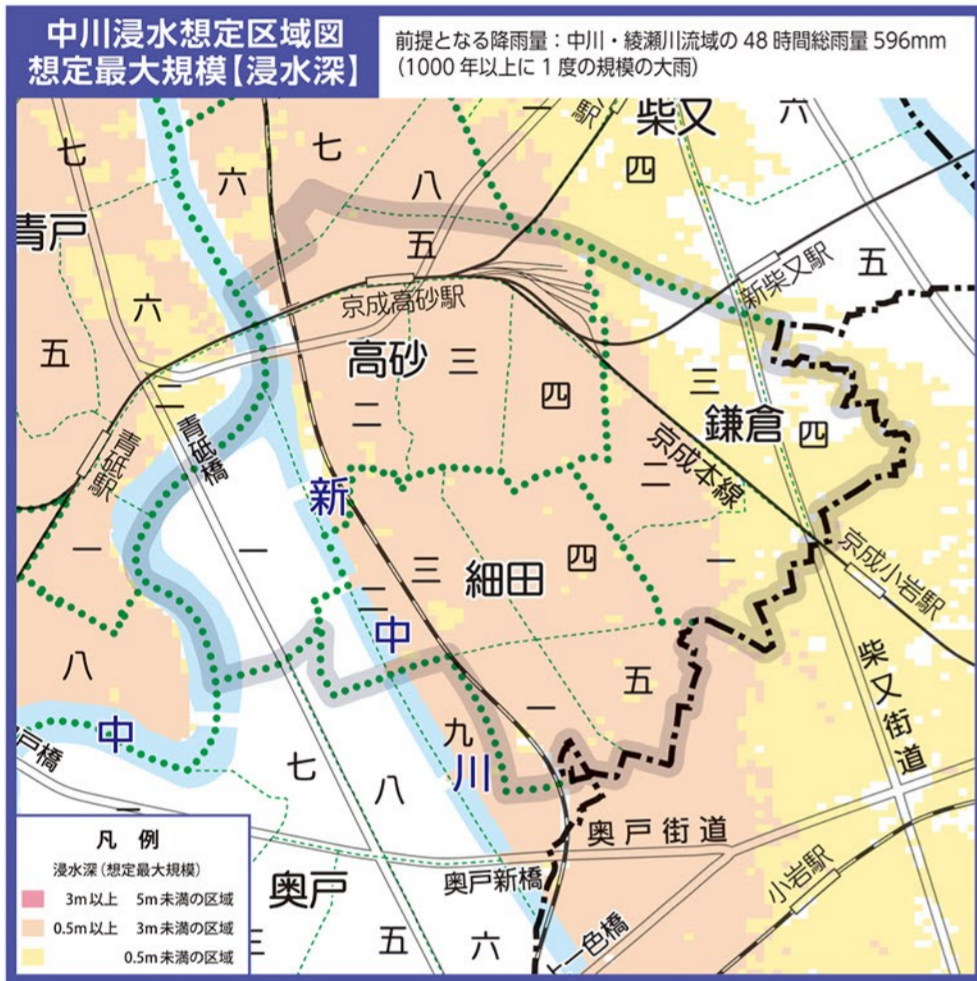 中川浸水想定区域図
想定最大規模【浸水深】
前提となる降雨量：中川・綾瀬川流域の48時間総雨量596mm
（1000年以上に1度の規模の大雨）
柴又
六
一
駅
七
七
四
六
八
青戸
五
新柴又駅
五
六
京成高砂駅
五
高砂
三
三
二
四
鎌倉
四
二
青砥橋
青砥駅
京成本線
二
新
一
一
三
細田
四
一
京成小岩駅
二
中
八
五
柴又街道
中
一
九
川
七
八
戸橋
一
奥戸街道
奥戸
奥戸新橋
小岩駅
三
五
六
上一色橋
凡 例
浸水深（想定最大規模）
3m以上 5m未満の区域
0.5m以上 3m未満の区域
0.5m未満の区域